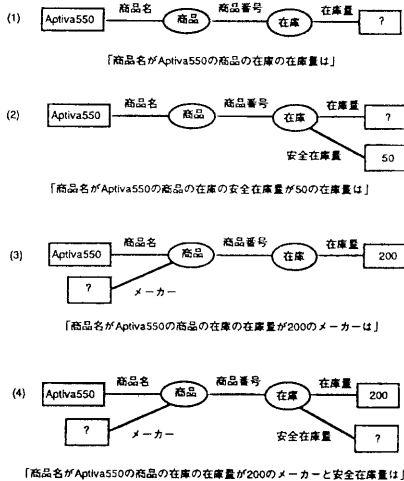 (1) Aptiva550 商品名 商品 商品番号 在庫 在庫量 ?
「商品名がAptiva550の商品の在庫の在庫量は」
(2) Aptiva550 商品名 商品 商品番号 在庫 在庫量 ?
安全在庫量 50
「商品名がAptiva550の商品の在庫の安全在庫量が50の在庫量は」
(3) Aptiva550 商品名 商品 商品番号 在庫 在庫量 200
? メーカー
「商品名がAptiva550の商品の在庫の在庫量が200のメーカーは」
(4) Aptiva550 商品名 商品 商品番号 在庫 在庫量 200
? メーカー 安全在庫量 ?
「商品名がAptiva550の商品の在庫の在庫量が200のメーカーと安全在庫量は」